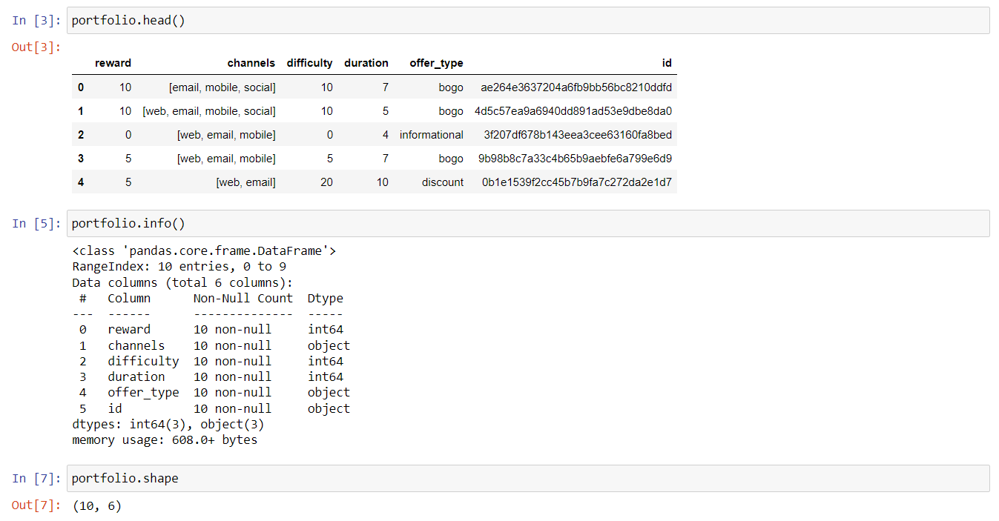 In [3]: portfolio.head()
Out[3]:
reward channels difficulty duration offer_type id
0 10 [email, mobile, social] 10 7 bogo ae264e3637204a6fb9bb56bc8210ddfd
1 10 [web, email, mobile, social] 10 5 bogo 4d5c57ea9a6940dd891ad53e9dbe8da0
2 0 [web, email, mobile] 0 4 informational 3f207df678b143eea3cee63160fa8bed
3 5 [web, email, mobile] 5 7 bogo 9b98b8c7a33c4b65b9aebfe6a799e6d9
4 5 [web, email] 20 10 discount 0b1e1539f2cc45b7b9fa7c272da2e1d7
In [5]: portfolio.info()
<class 'pandas.core.frame.DataFrame'>
RangeIndex: 10 entries, 0 to 9
Data columns (total 6 columns):
# Column Non-Null Count Dtype
--- ------ -------------- -----
0 reward 10 non-null int64
1 channels 10 non-null object
2 difficulty 10 non-null int64
3 duration 10 non-null int64
4 offer_type 10 non-null object
5 id 10 non-null object
dtypes: int64(3), object(3)
memory usage: 608.0+ bytes
In [7]: portfolio.shape
Out[7]: (10, 6)